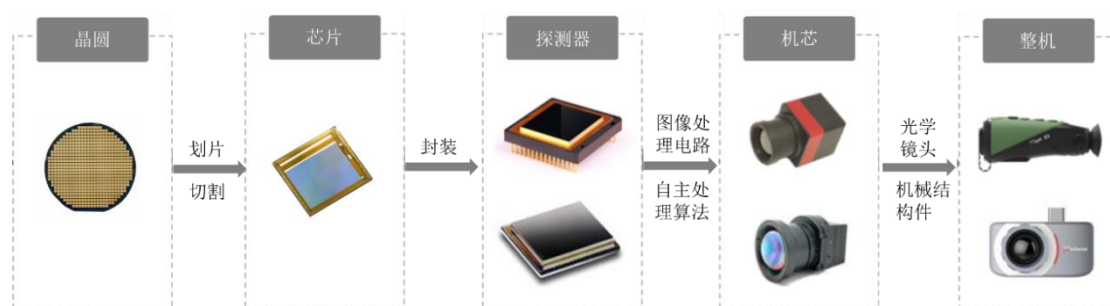 晶圆
芯片
探测器
机芯
整机
划片
切割
封装
图像处
理电路
自主处
理算法
光学
镜头
机械结
构件